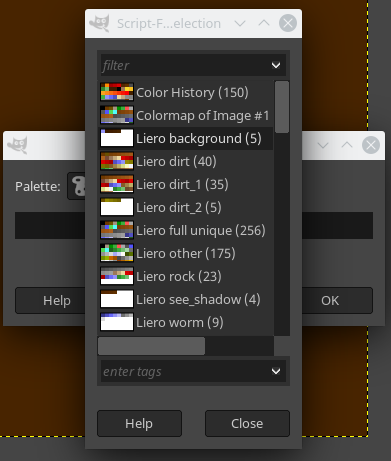 Script-F...election
filter
Color History (150)
Colormap of Image #1
Liero background (5)
Liero dirt (40)
Liero dirt_1 (35)
Liero dirt_2 (5)
Liero full unique (256)
Liero other (175)
Liero rock (23)
Liero see_shadow (4)
Liero worm (9)
enter tags
Help
Close
Palette:
Help
OK